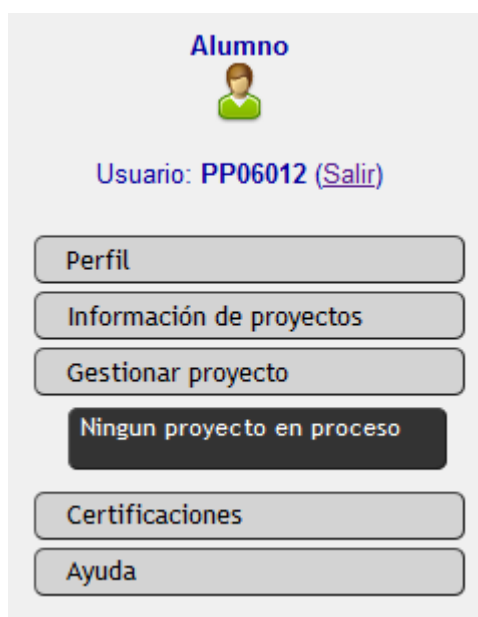 Alumno
Usuario: PP06012 (Salir)
Perfil
Información de proyectos
Gestionar proyecto
Ningun proyecto en proceso
Certificaciones
Ayuda